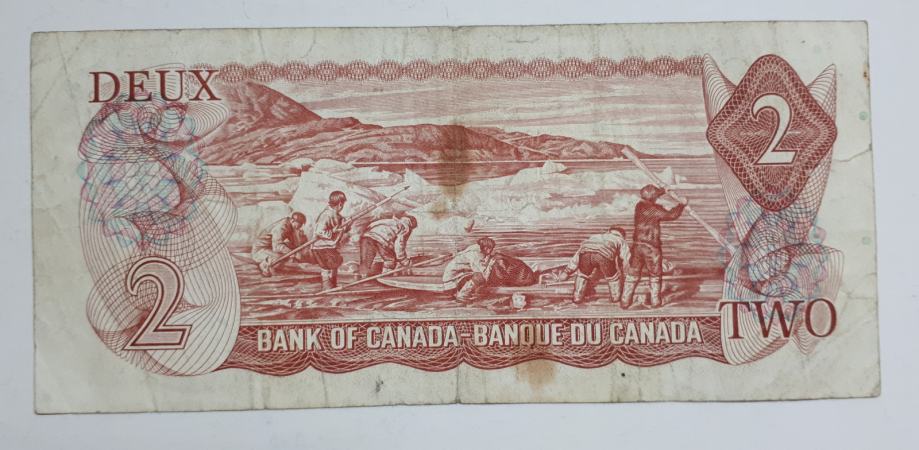 DEUX
2
2
BANK OF CANADA-BANQUE DU CANADA
TWO